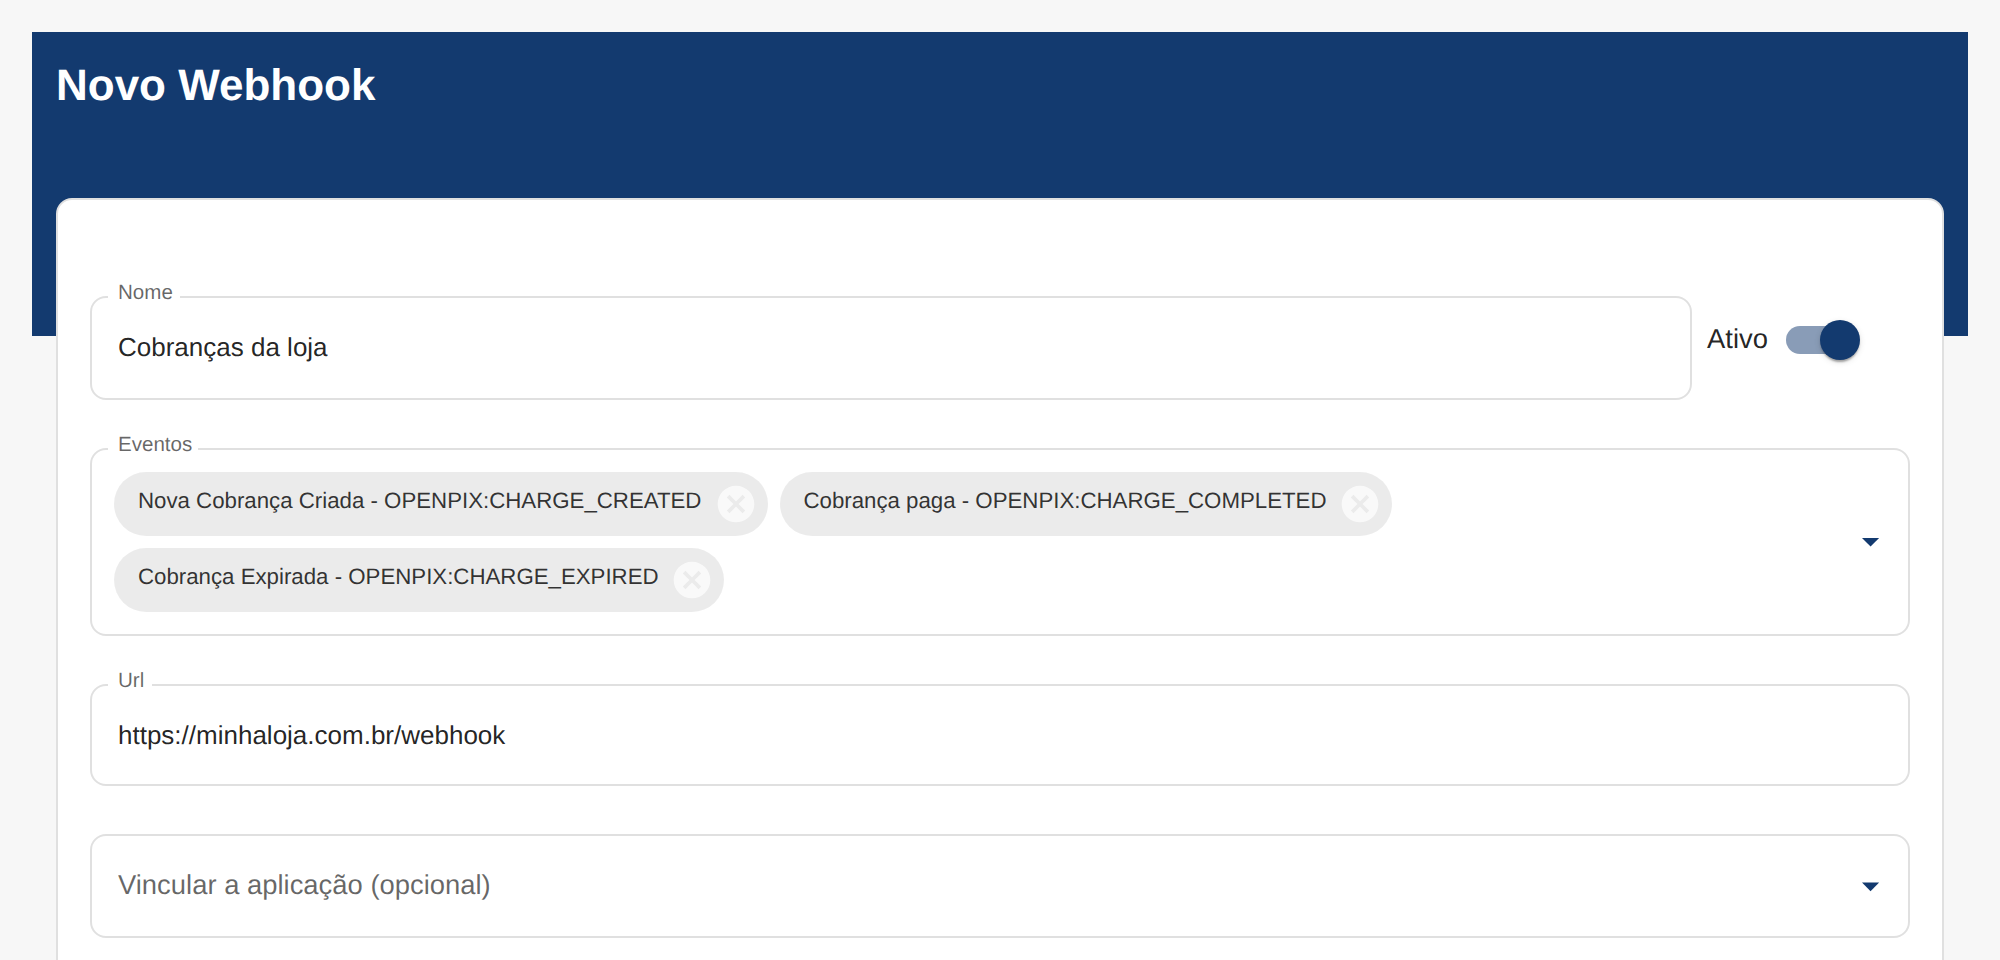 Novo Webhook
Nome
Cobranças da loja
Ativo
Eventos
Nova Cobrança Criada - OPENPIX:CHARGE_CREATED
Cobrança paga - OPENPIX:CHARGE_COMPLETED
Cobrança Expirada - OPENPIX:CHARGE_EXPIRED
Url
https://minhaloja.com.br/webhook
Vincular a aplicação (opcional)